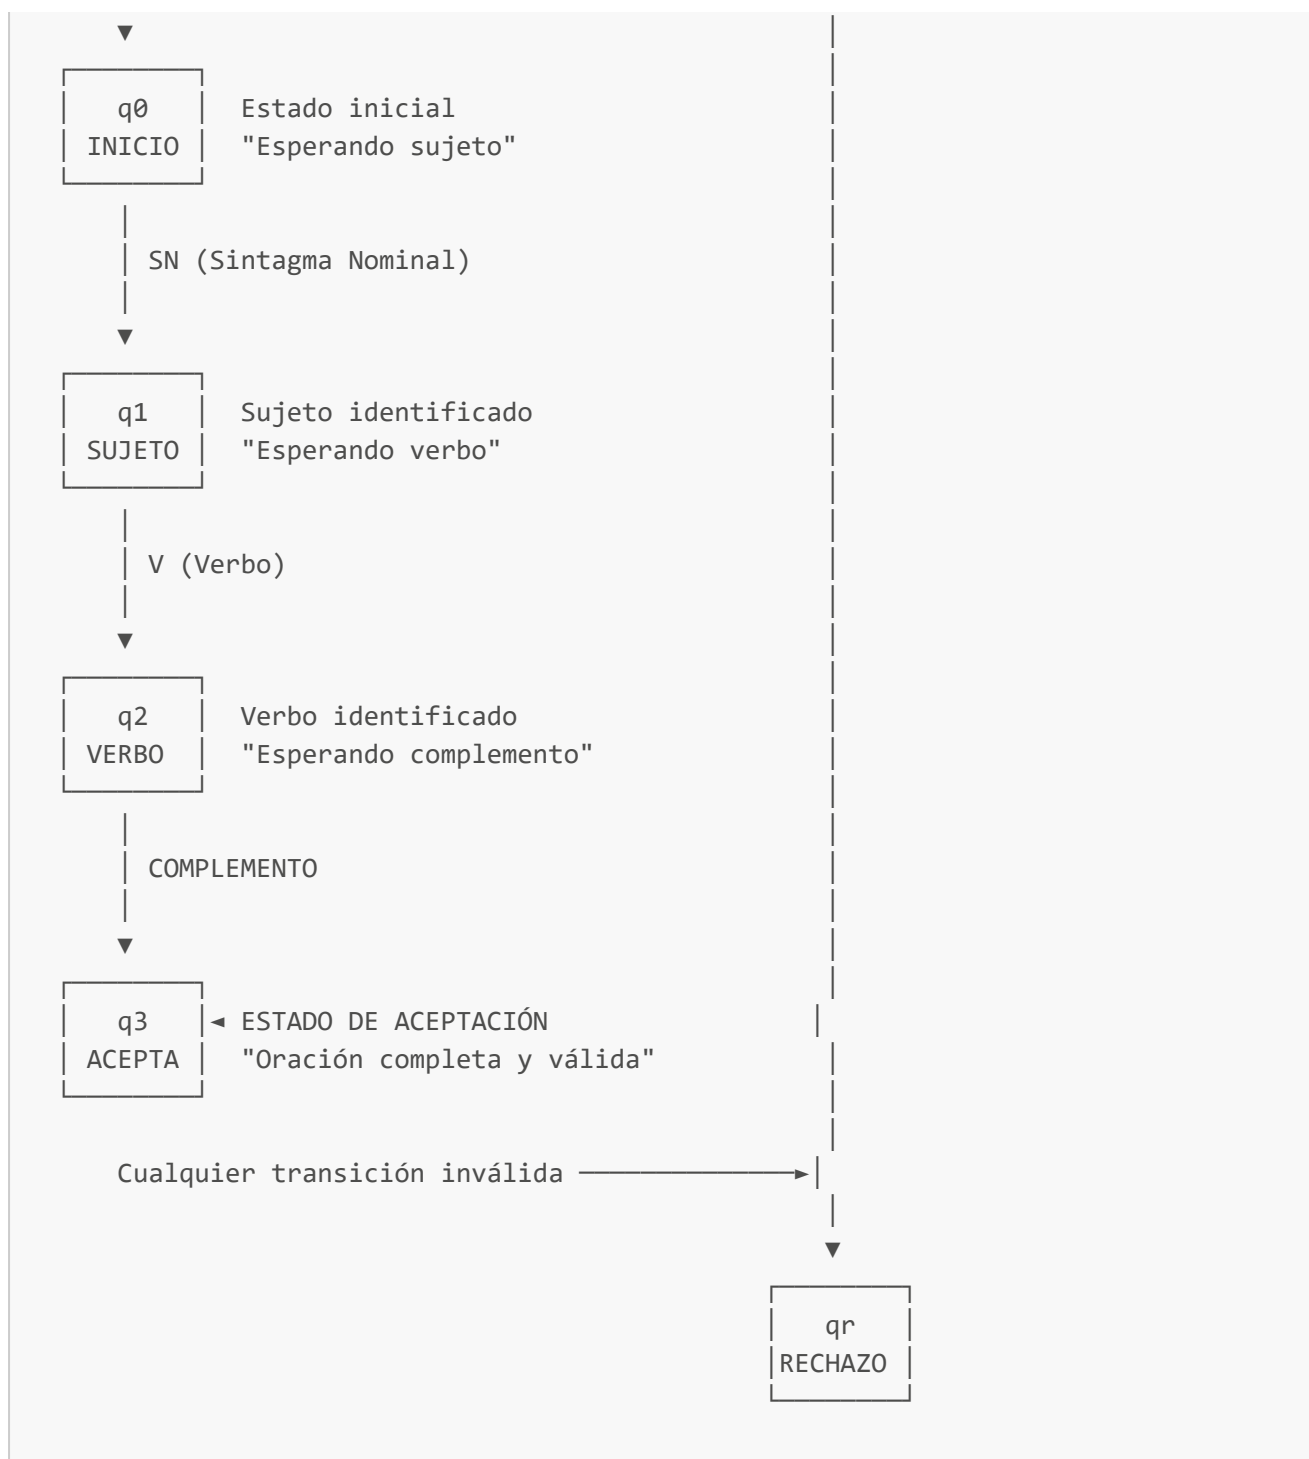 q0 Estado inicial
INICIO "Esperando sujeto"
SN (Sintagma Nominal)
q1 Sujeto identificado
SUJETO "Esperando verbo"
V (Verbo)
q2 Verbo identificado
VERBO "Esperando complemento"
COMPLEMENTO
q3 ESTADO DE ACEPTACIÓN
ACEPTA "Oración completa y válida"
Cualquier transición inválida
qr
RECHAZO